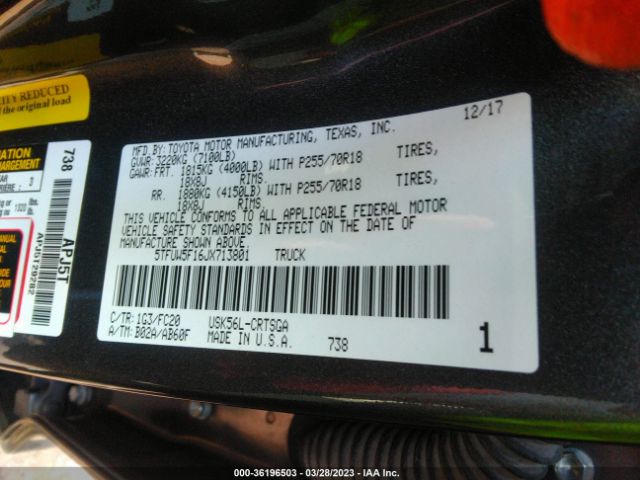 CITY REDUCED
the original load
12/17
MFD.BY:TOYOTA MOTOR MANUFACTURING, TEXAS, INC.
GVWR:3220KG (7100LB)
GAWR:FRT. 1815KG (4000LB) WITH P255/70R18 TIRES,
18X8J RIMS
RR. 1880KG (4150LB) WITH P255/70R18 TIRES,
18X8J RIMS
THIS VEHICLE CONFORMS TO ALL APPLICABLE FEDERAL MOTOR
VEHICLE SAFETY STANDARDS IN EFFECT ON THE DATE OF
MANUFACTURE SHOWN ABOVE.
5TFUW5F16JX713801 TRUCK
C/TR:1G3/FC20 USK56L-CRTSGA
A/TM:B02A/AB60F MADE IN U.S.A. 738 1
738
APJ5T
APJ5T29282
000-36196503 — 03/28/2023 — IAA Inc.